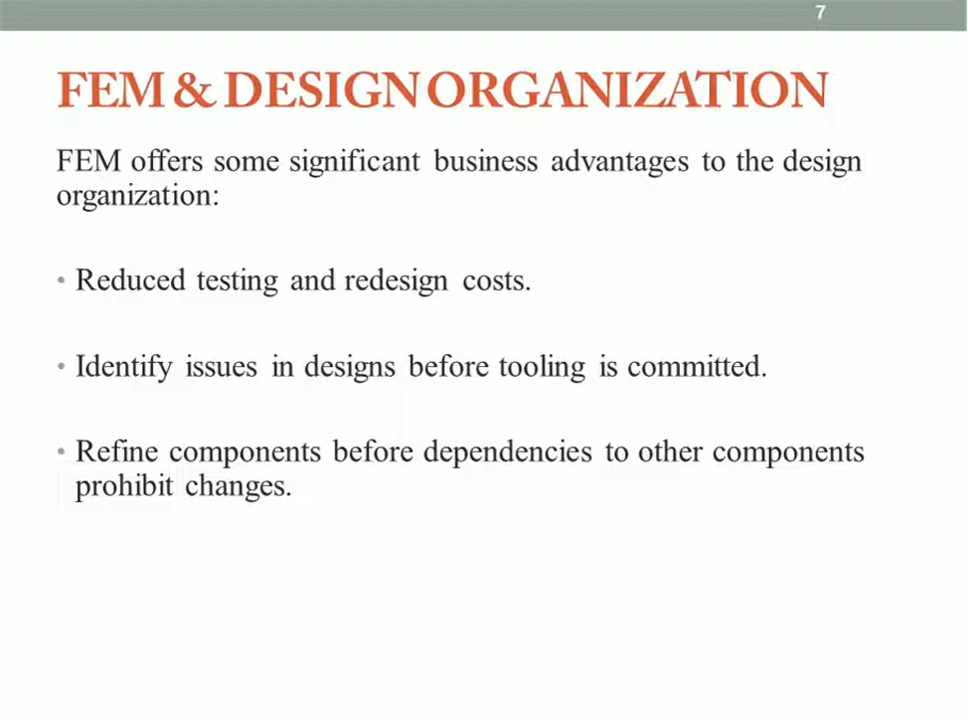 7
FEM & DESIGN ORGANIZATION
FEM offers some significant business advantages to the design
organization:
• Reduced testing and redesign costs.
• Identify issues in designs before tooling is committed.
• Refine components before dependencies to other components
prohibit changes.